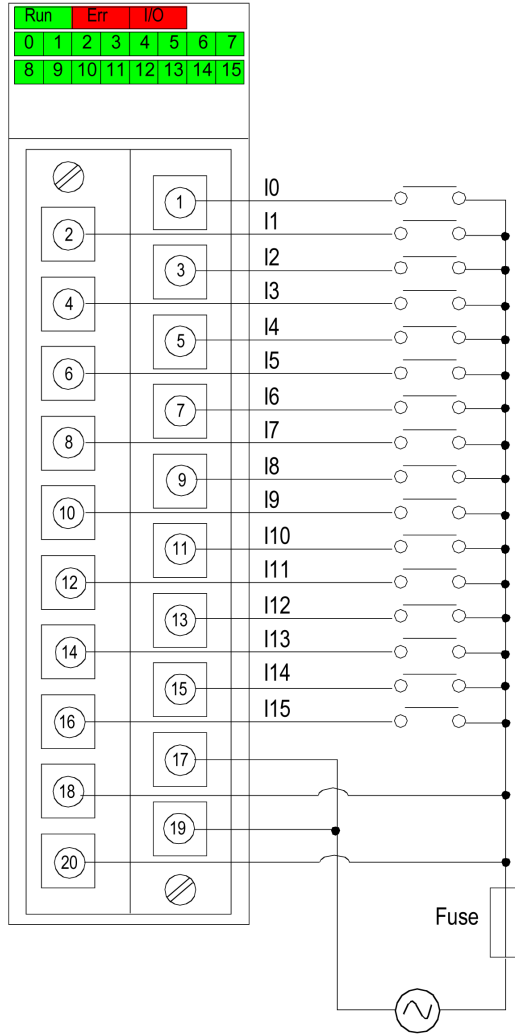 Run Err I/O
0 1 2 3 4 5 6 7
8 9 10 11 12 13 14 15
1 I0
2 I1
3 I2
4 I3
5 I4
6 I5
7 I6
8 I7
9 I8
10 I9
11 I10
12 I11
13 I12
14 I13
15 I14
16 I15
17
18
19
20
Fuse